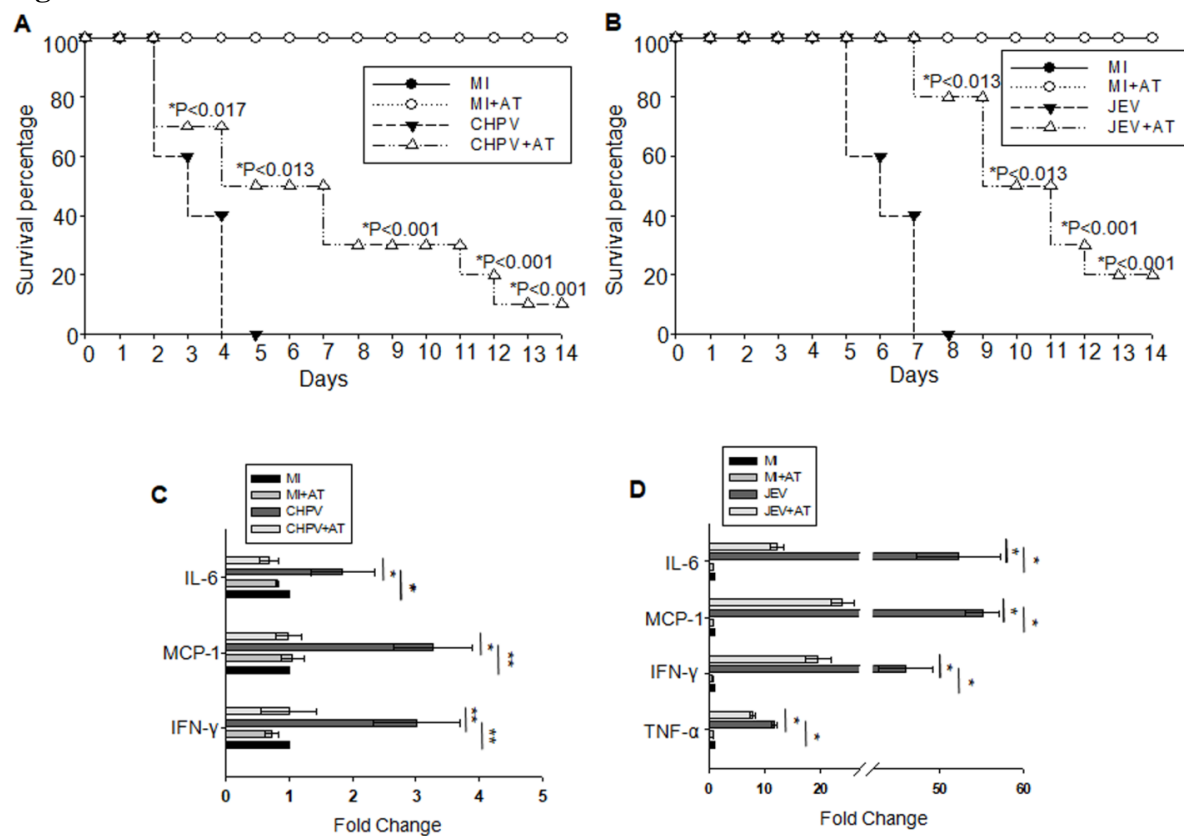 A
B
100
80
60
40
20
0
Survival percentage
MI
MI+AT
CHPV
CHPV+AT
*P<0.017
*P<0.013
*P<0.001
*P<0.001
*P<0.001
0 1 2 3 4 5 6 7 8 9 10 11 12 13 14
Days
100
80
60
40
20
0
Survival percentage
MI
MI+AT
JEV
JEV+AT
*P<0.013
*P<0.013
*P<0.001
*P<0.001
0 1 2 3 4 5 6 7 8 9 10 11 12 13 14
Days
C
MI
MI+AT
CHPV
CHPV+AT
IL-6
*
*
MCP-1
*
**
IFN-γ
**
**
0 1 2 3 4 5
Fold Change
D
MI
MI+AT
JEV
JEV+AT
IL-6
*
*
MCP-1
*
*
IFN-γ
*
*
TNF-α
*
*
0 20 50 60
Fold Change